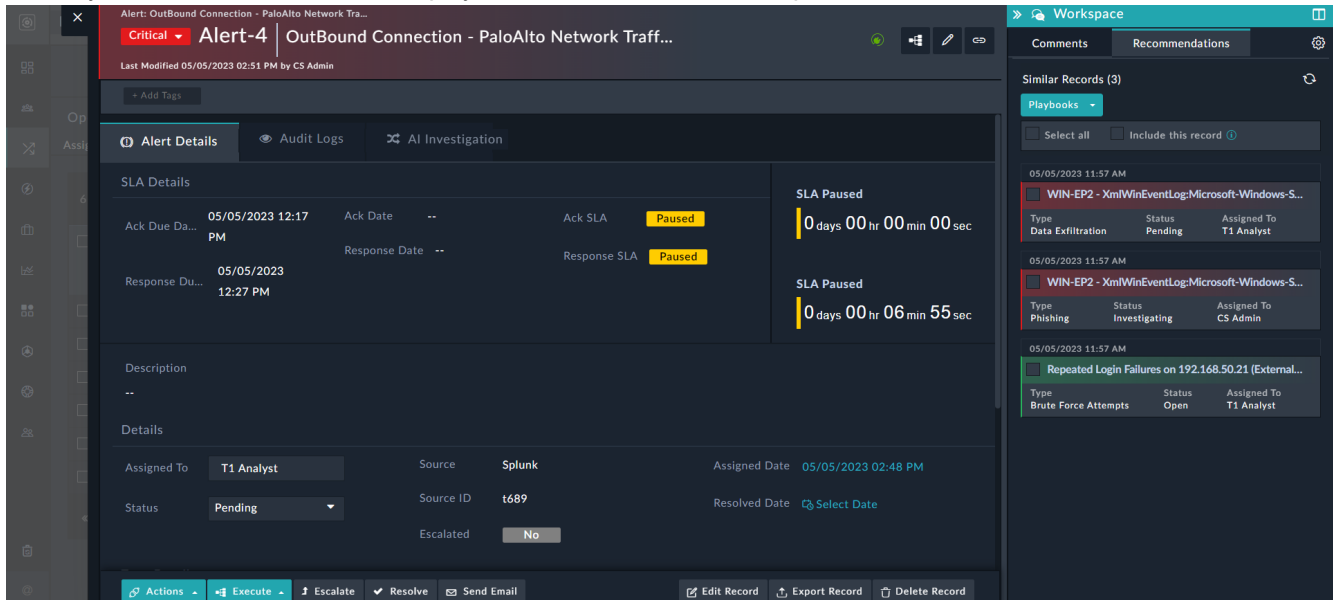 Alert: OutBound Connection - PaloAlto Network Tra...
Critical
Alert-4 | OutBound Connection - PaloAlto Network Traff...
Last Modified 05/05/2023 02:51 PM by CS Admin
+ Add Tags
Alert Details
Audit Logs
AI Investigation
SLA Details
Ack Due Da...
05/05/2023 12:17
PM
Ack Date
--
Ack SLA
Paused
Response Date
--
Response SLA
Paused
Response Du...
05/05/2023
12:27 PM
SLA Paused
0 days 00 hr 00 min 00 sec
SLA Paused
0 days 00 hr 06 min 55 sec
Description
--
Details
Assigned To
T1 Analyst
Source
Splunk
Assigned Date
05/05/2023 02:48 PM
Status
Pending
Source ID
t689
Resolved Date
Select Date
Escalated
No
Actions
Execute
Escalate
Resolve
Send Email
Edit Record
Export Record
Delete Record
Workspace
Comments
Recommendations
Similar Records (3)
Playbooks
Select all
Include this record
05/05/2023 11:57 AM
WIN-EP2 - XmlWinEventLog:Microsoft-Windows-S...
Type
Status
Assigned To
Data Exfiltration
Pending
T1 Analyst
05/05/2023 11:57 AM
WIN-EP2 - XmlWinEventLog:Microsoft-Windows-S...
Type
Status
Assigned To
Phishing
Investigating
CS Admin
05/05/2023 11:57 AM
Repeated Login Failures on 192.168.50.21 (External...
Type
Status
Assigned To
Brute Force Attempts
Open
T1 Analyst